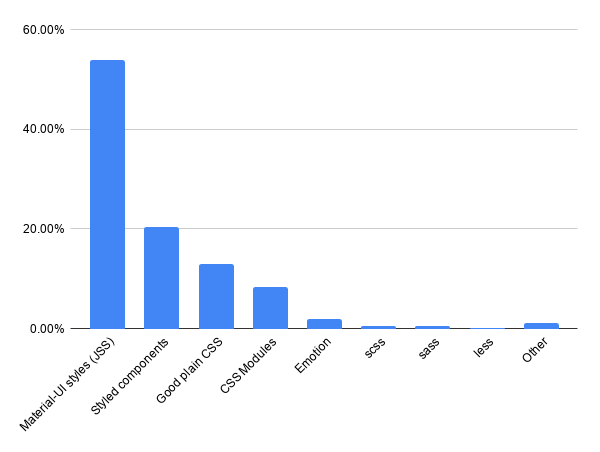 60.00%
40.00%
20.00%
0.00%
Material-UI styles (JSS)
Styled components
Good plain CSS
CSS Modules
Emotion
scss
sass
less
Other